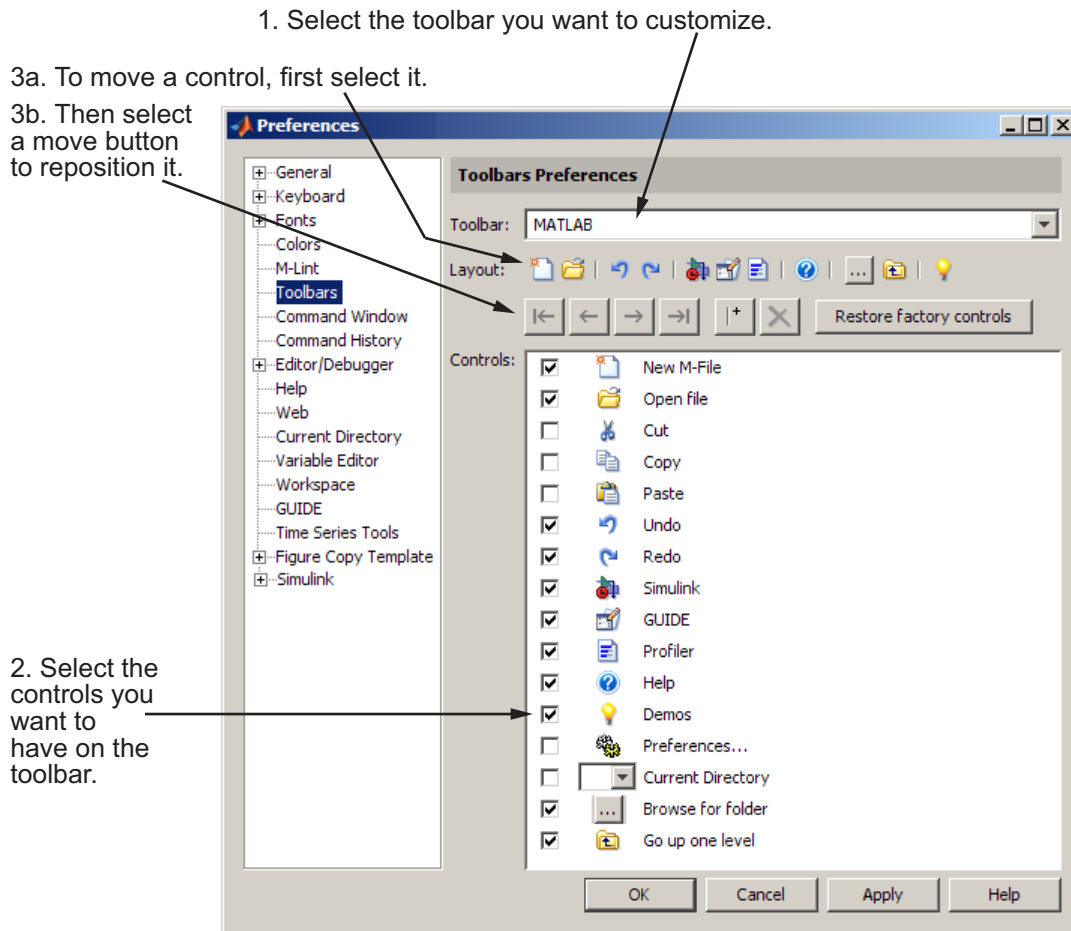 1. Select the toolbar you want to customize.
3a. To move a control, first select it.
3b. Then select
a move button
to reposition it.
Preferences
General
Keyboard
Fonts
Colors
M-Lint
Toolbars
Command Window
Command History
Editor/Debugger
Help
Web
Current Directory
Variable Editor
Workspace
GUIDE
Time Series Tools
Figure Copy Template
Simulink
Toolbars Preferences
Toolbar: MATLAB
Layout:
Restore factory controls
Controls:
New M-File
Open file
Cut
Copy
Paste
Undo
Redo
Simulink
GUIDE
Profiler
Help
Demos
Preferences...
Current Directory
... Browse for folder
Go up one level
2. Select the
controls you
want to
have on the
toolbar.
OK Cancel Apply Help